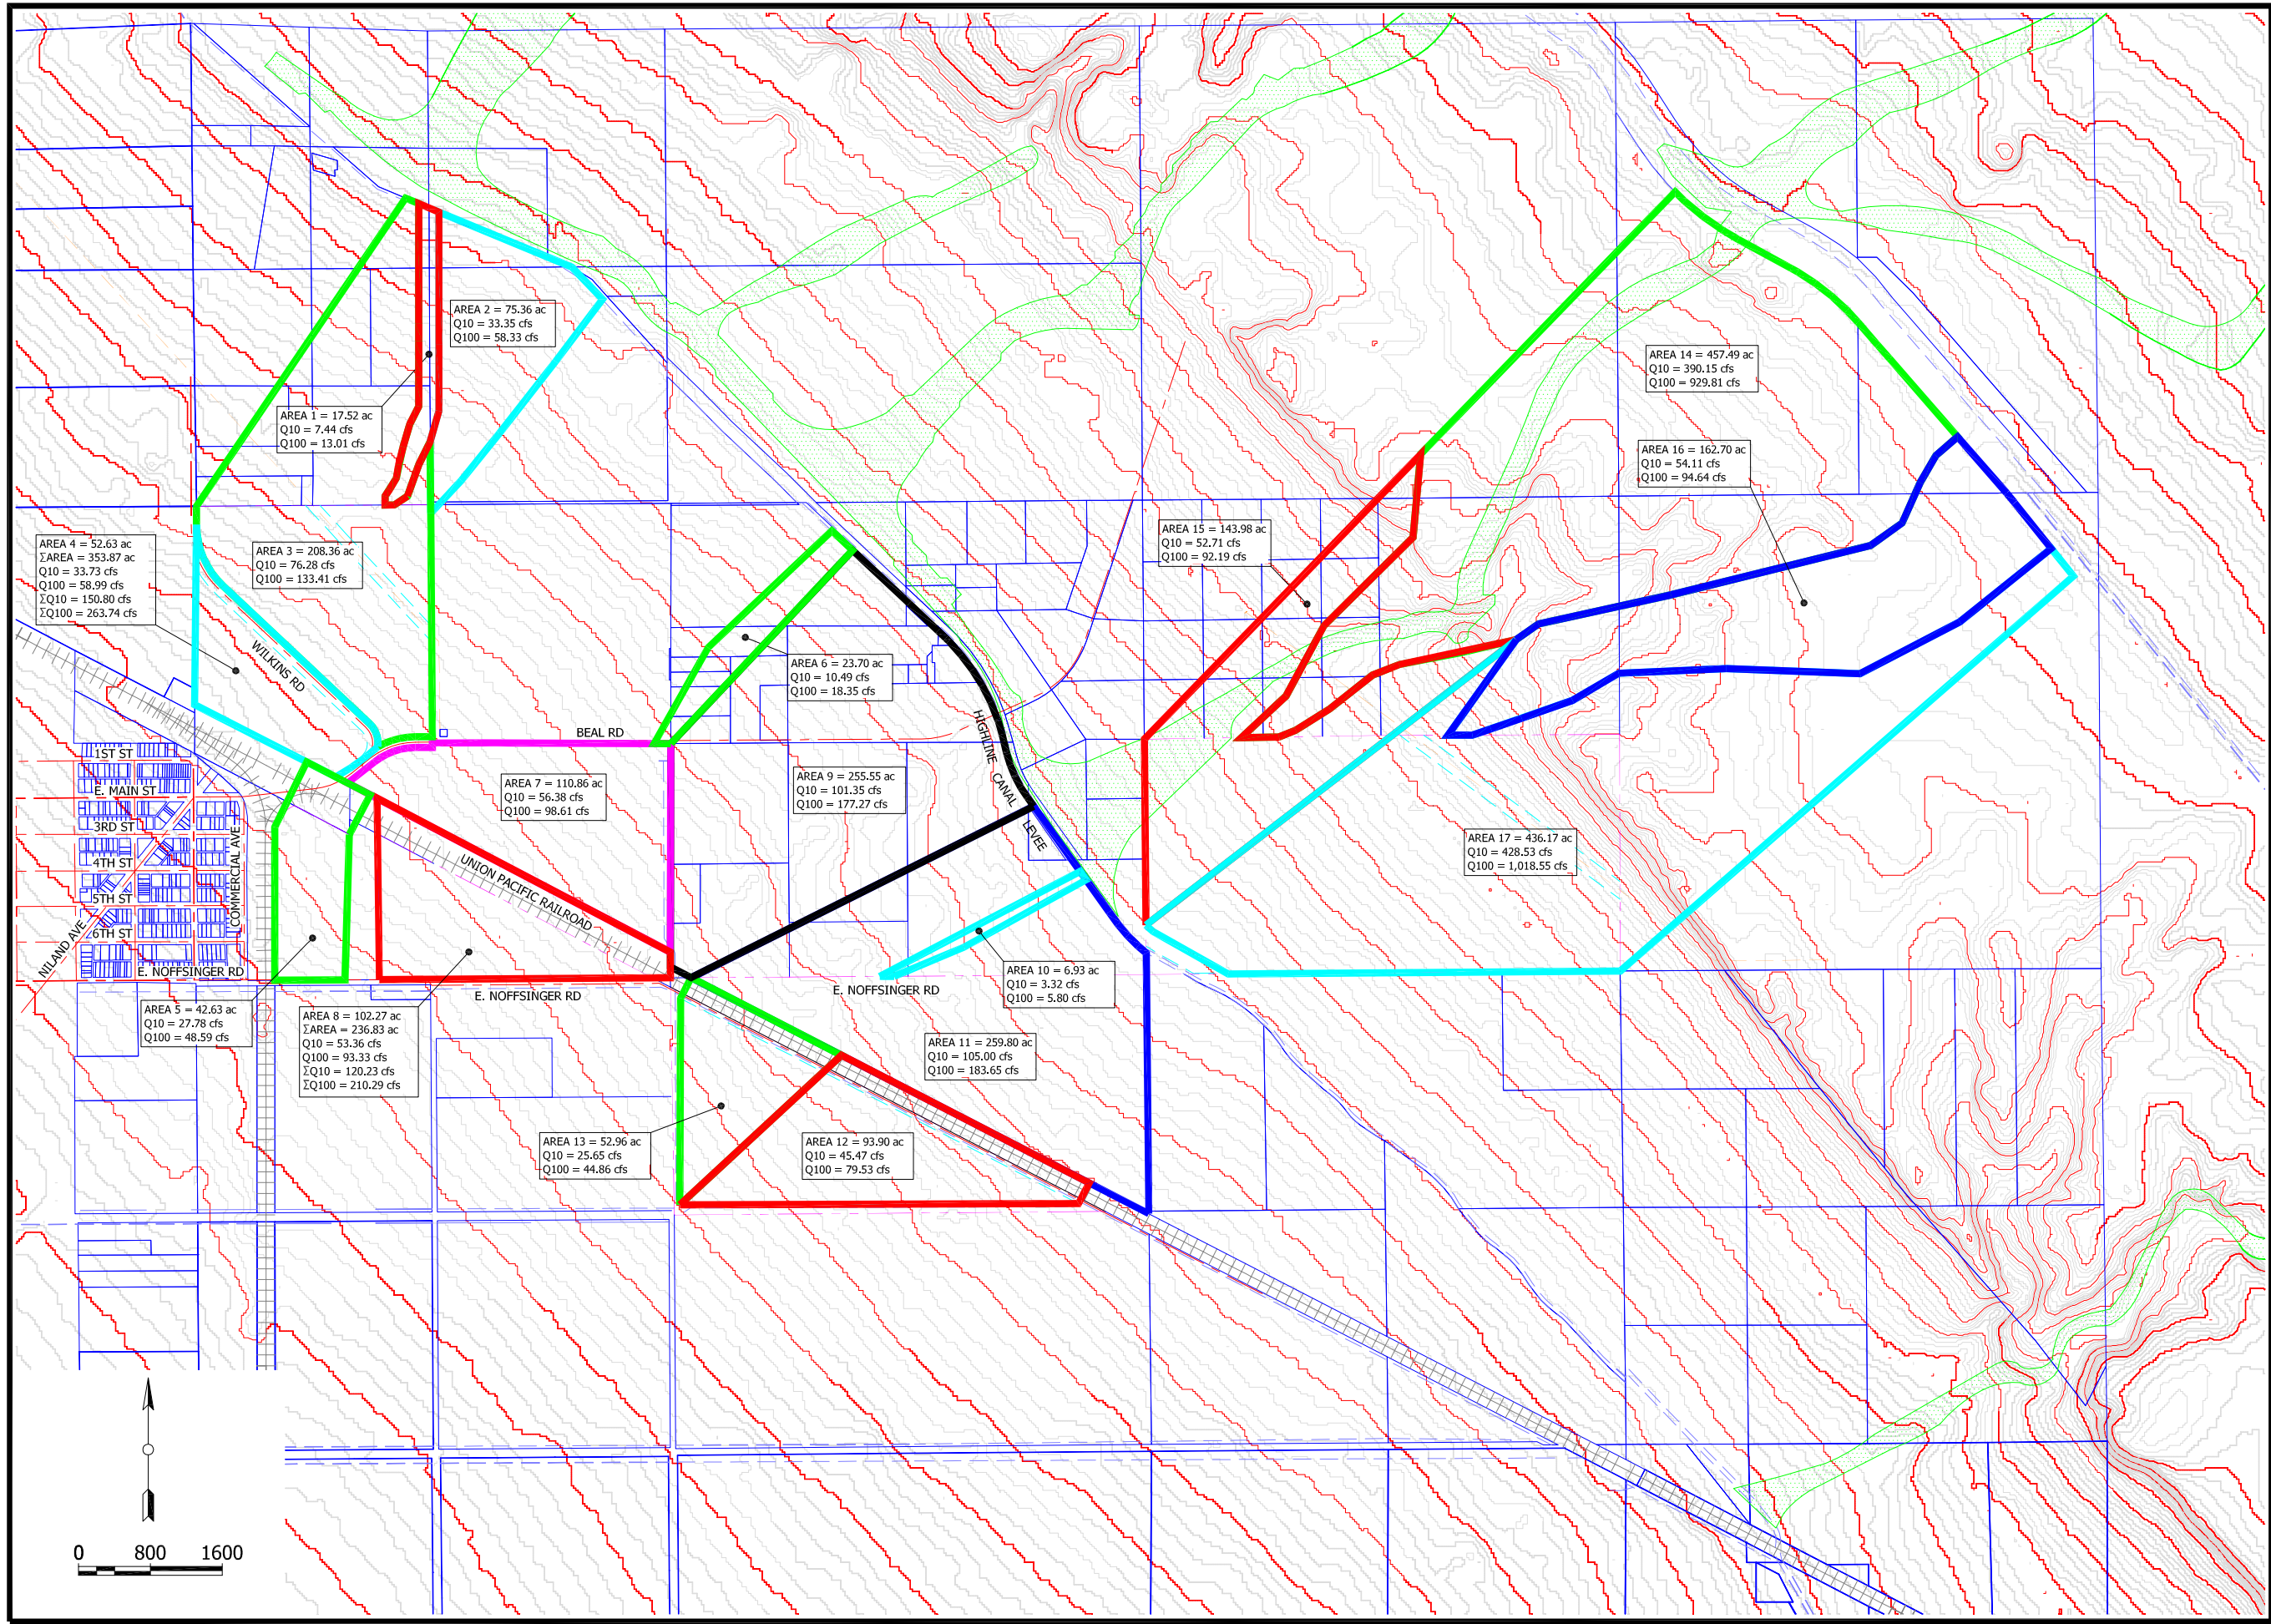 AREA 2 = 75.36 ac
Q10 = 33.35 cfs
Q100 = 58.33 cfs
AREA 14 = 457.49 ac
Q10 = 390.15 cfs
Q100 = 929.81 cfs
AREA 1 = 17.52 ac
Q10 = 7.44 cfs
Q100 = 13.01 cfs
AREA 16 = 162.70 ac
Q10 = 54.11 cfs
Q100 = 94.64 cfs
AREA 15 = 143.98 ac
Q10 = 52.71 cfs
Q100 = 92.19 cfs
AREA 4 = 52.63 ac
ΣAREA = 353.87 ac
Q10 = 33.73 cfs
Q100 = 58.99 cfs
ΣQ10 = 150.80 cfs
ΣQ100 = 263.74 cfs
AREA 3 = 208.36 ac
Q10 = 76.28 cfs
Q100 = 133.41 cfs
WILKINS RD
AREA 6 = 23.70 ac
Q10 = 10.49 cfs
Q100 = 18.35 cfs
BEAL RD
HIGHLINE CANAL LEVEE
AREA 7 = 110.86 ac
Q10 = 56.38 cfs
Q100 = 98.61 cfs
AREA 9 = 255.55 ac
Q10 = 101.35 cfs
Q100 = 177.27 cfs
1ST ST
E. MAIN ST
3RD ST
4TH ST
5TH ST
6TH ST
E. NOFFSINGER RD
NILAND AVE
COMMERCIAL AVE
UNION PACIFIC RAILROAD
AREA 17 = 436.17 ac
Q10 = 428.53 cfs
Q100 = 1,018.55 cfs
AREA 10 = 6.93 ac
Q10 = 3.32 cfs
Q100 = 5.80 cfs
E. NOFFSINGER RD
E. NOFFSINGER RD
AREA 5 = 42.63 ac
Q10 = 27.78 cfs
Q100 = 48.59 cfs
AREA 8 = 102.27 ac
ΣAREA = 236.83 ac
Q10 = 53.36 cfs
Q100 = 93.33 cfs
ΣQ10 = 120.23 cfs
ΣQ100 = 210.29 cfs
AREA 11 = 259.80 ac
Q10 = 105.00 cfs
Q100 = 183.65 cfs
AREA 13 = 52.96 ac
Q10 = 25.65 cfs
Q100 = 44.86 cfs
AREA 12 = 93.90 ac
Q10 = 45.47 cfs
Q100 = 79.53 cfs
0 800 1600